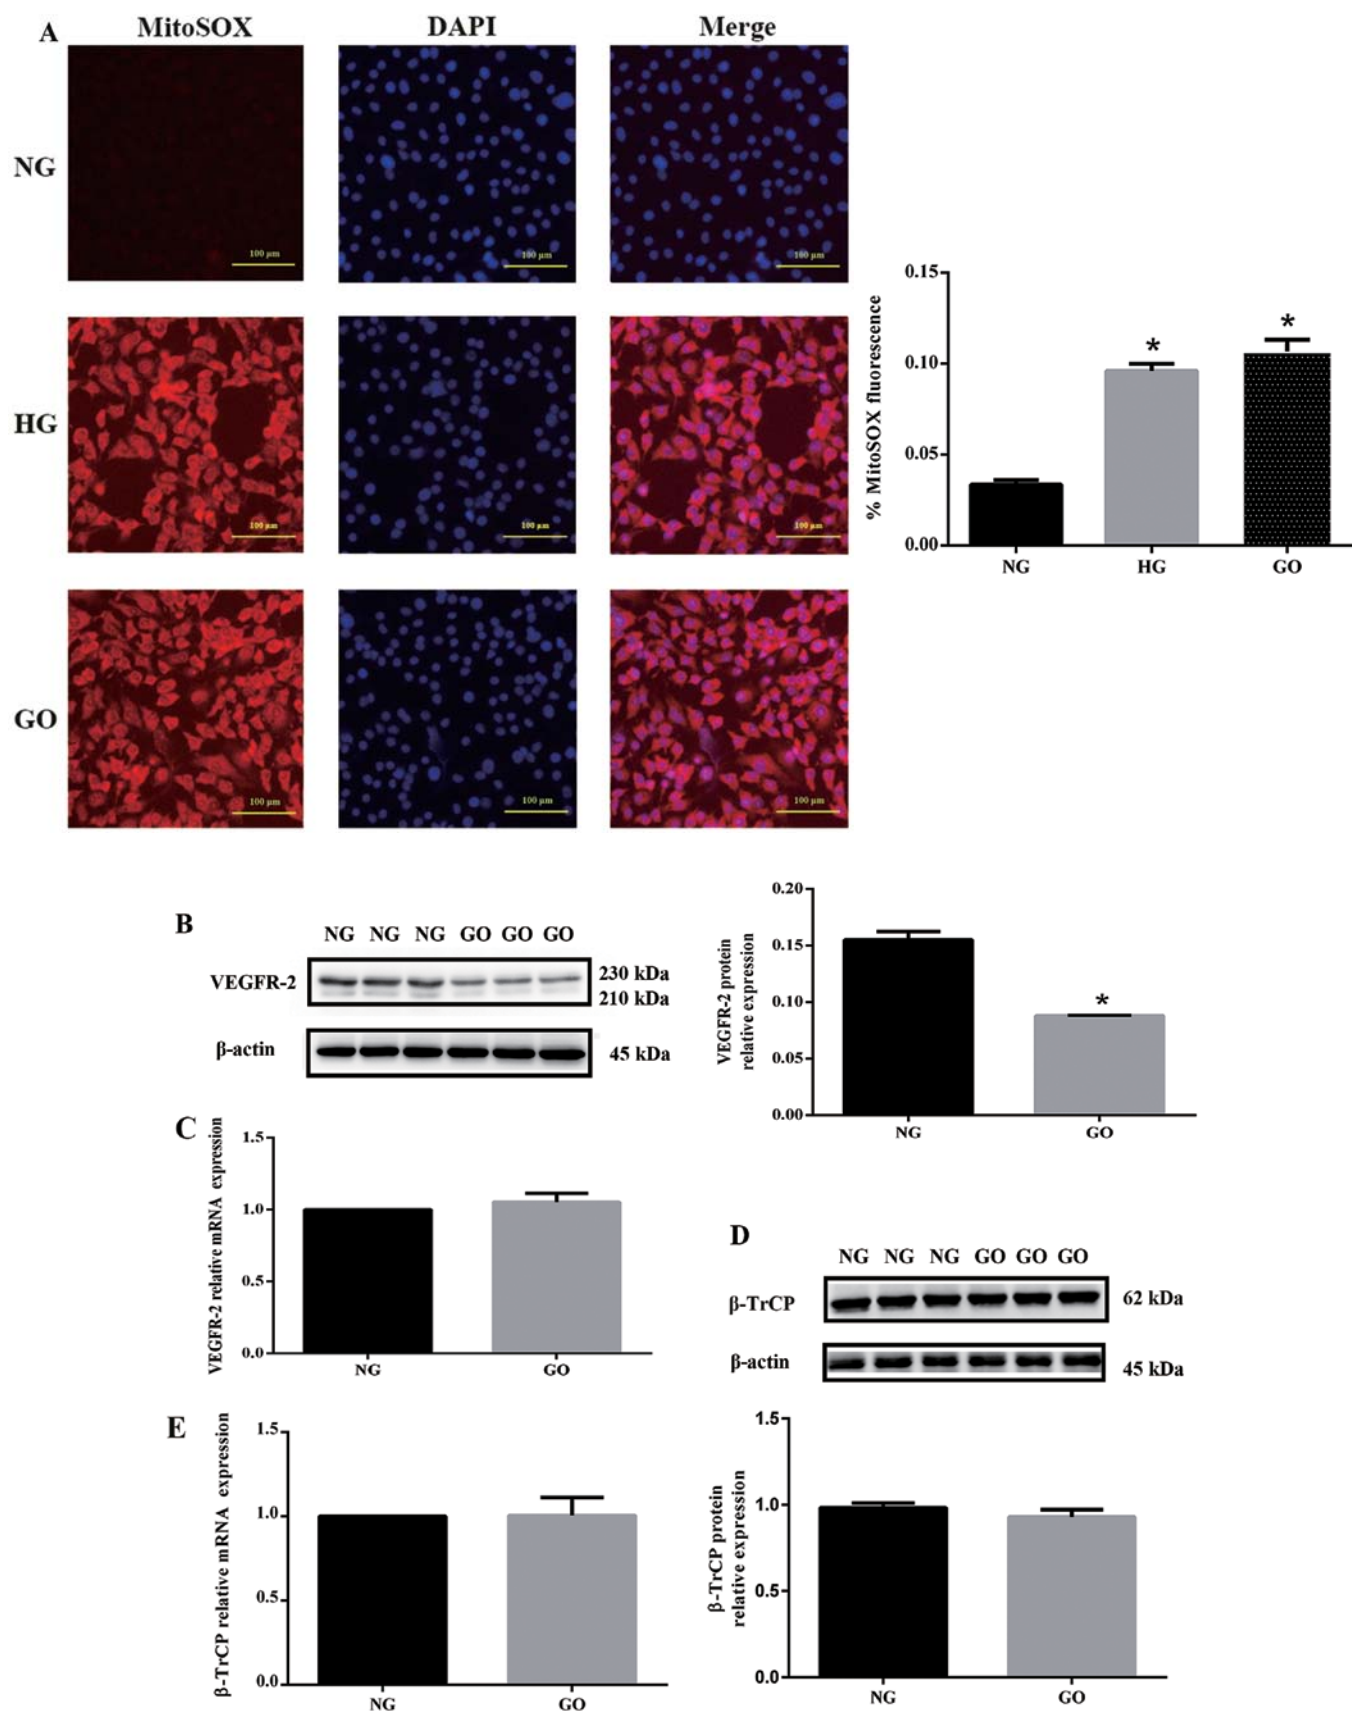 A
MitoSOX DAPI Merge
NG
100 µm 100 µm 100 µm
HG
100 µm 100 µm 100 µm
GO
100 µm 100 µm 100 µm
% MitoSOX fluorescence
0.15
0.10
0.05
0.00
* *
NG HG GO
B
NG NG NG GO GO GO
VEGFR-2
230 kDa
210 kDa
β-actin
45 kDa
VEGFR-2 protein
relative expression
0.20
0.15
0.10
0.05
0.00
*
NG GO
C
VEGFR-2 relative mRNA expression
1.5
1.0
0.5
0.0
NG GO
D
NG NG NG GO GO GO
β-TrCP
62 kDa
β-actin
45 kDa
β-TrCP protein
relative expression
1.5
1.0
0.5
0.0
NG GO
E
β-TrCP relative mRNA expression
1.5
1.0
0.5
0.0
NG GO